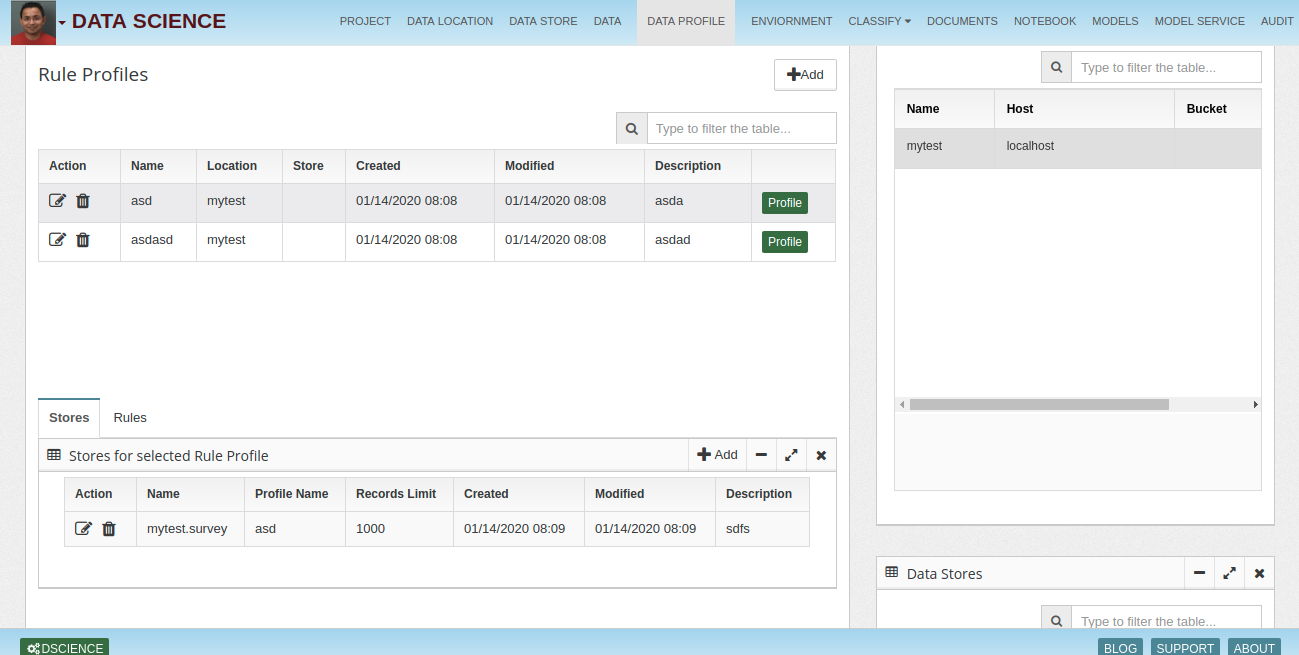 DATA SCIENCE PROJECT DATA LOCATION DATA STORE DATA DATA PROFILE ENVIORNMENT CLASSIFY DOCUMENTS NOTEBOOK MODELS MODEL SERVICE AUDIT
Rule Profiles
Add
Type to filter the table...
Action Name Location Store Created Modified Description
asd mytest 01/14/2020 08:08 01/14/2020 08:08 asda Profile
asdasd mytest 01/14/2020 08:08 01/14/2020 08:08 asdad Profile
Stores Rules
Stores for selected Rule Profile Add
Action Name Profile Name Records Limit Created Modified Description
mytest.survey asd 1000 01/14/2020 08:09 01/14/2020 08:09 sdfs
Type to filter the table...
Name Host Bucket
mytest localhost
Data Stores
Type to filter the table...
DSCIENCE BLOG SUPPORT ABOUT